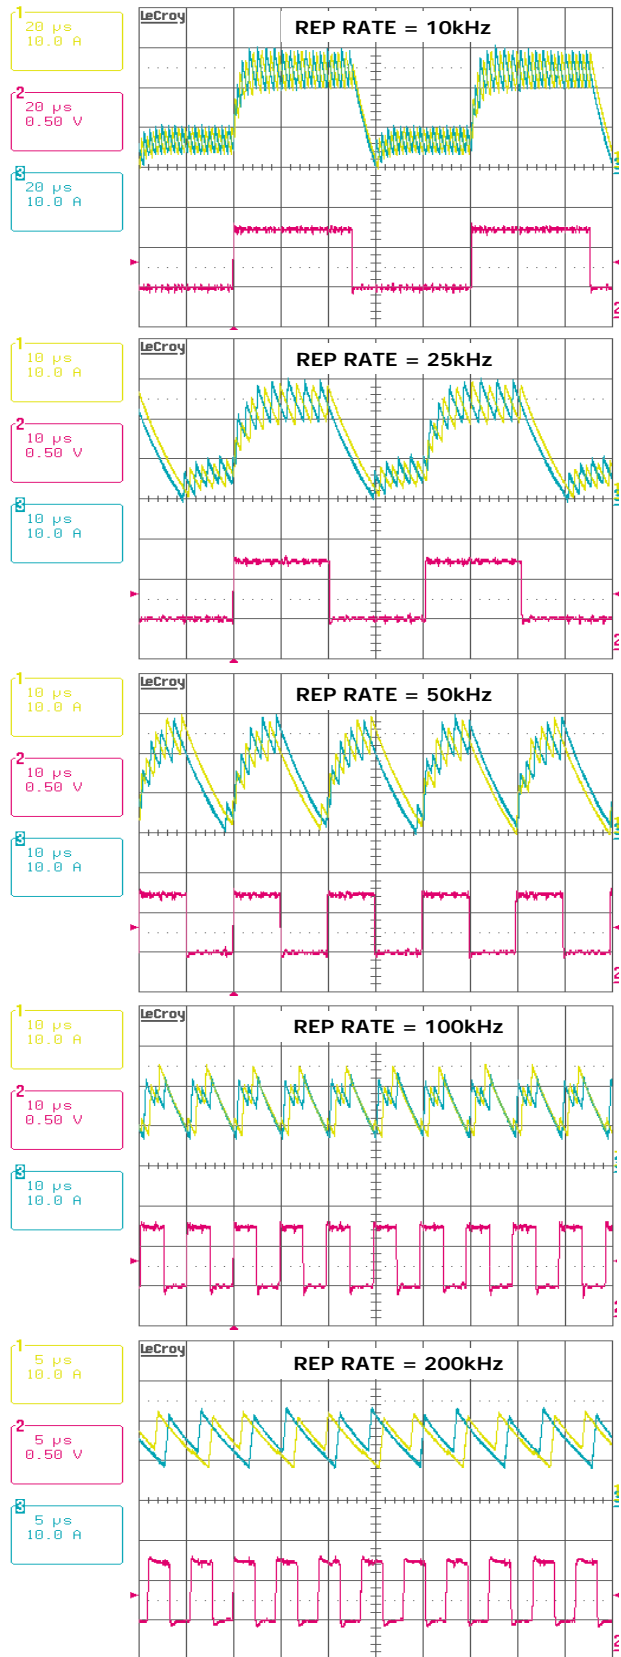 1
20 µs
10.0 A
2
20 µs
0.50 V
3
20 µs
10.0 A
LeCroy
REP RATE = 10kHz
1
10 µs
10.0 A
2
10 µs
0.50 V
3
10 µs
10.0 A
LeCroy
REP RATE = 25kHz
1
10 µs
10.0 A
2
10 µs
0.50 V
3
10 µs
10.0 A
LeCroy
REP RATE = 50kHz
1
10 µs
10.0 A
2
10 µs
0.50 V
3
10 µs
10.0 A
LeCroy
REP RATE = 100kHz
1
5 µs
10.0 A
2
5 µs
0.50 V
3
5 µs
10.0 A
LeCroy
REP RATE = 200kHz